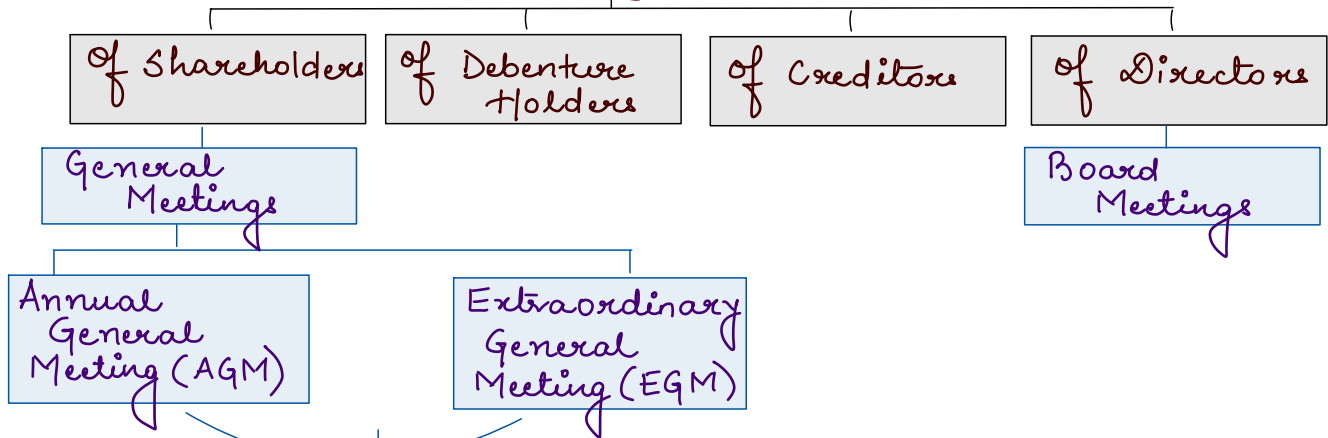 of Shareholders
of Debenture
Holders
of Creditors
of Directors
General
Meetings
Board
Meetings
Annual
General
Meeting (AGM)
Extraordinary
General
Meeting (EGM)